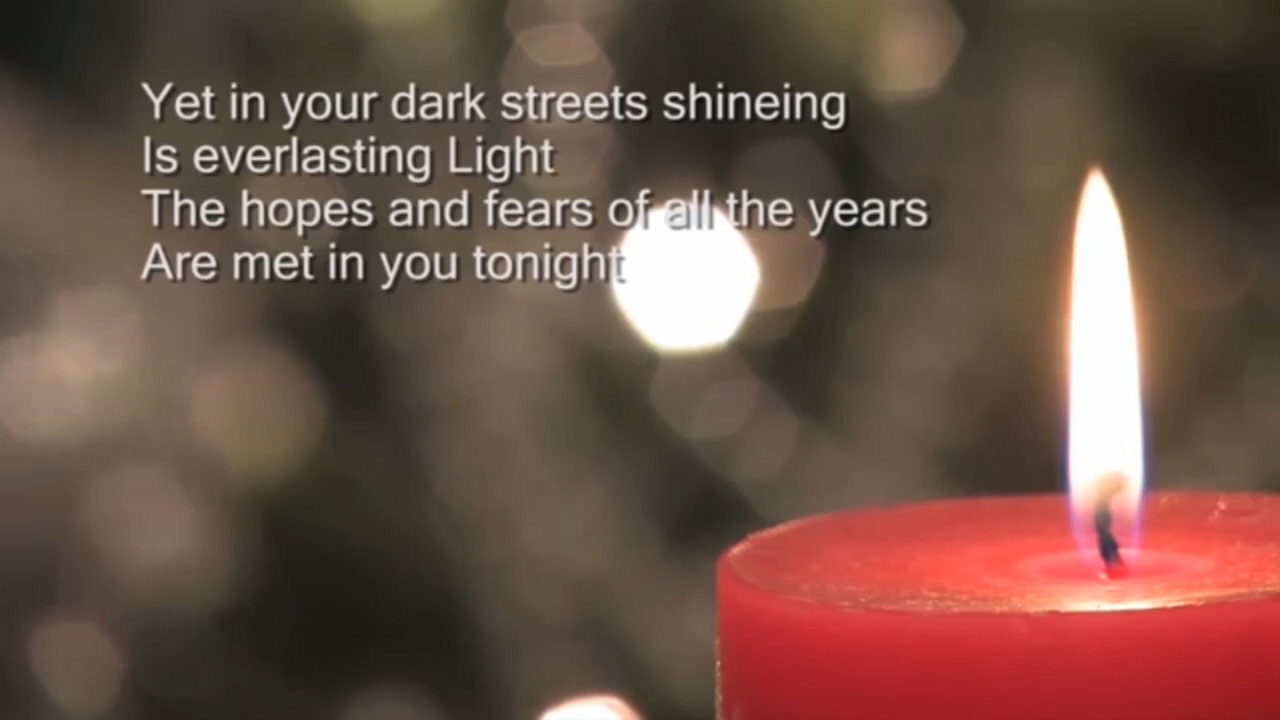 Yet in your dark streets shineing
Is everlasting Light
The hopes and fears of all the years
Are met in you tonight